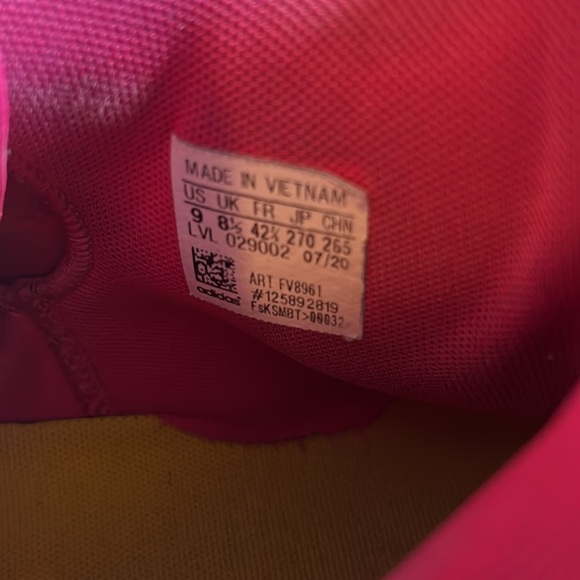 MADE IN VIETNAM
US UK FR JP CHN
9 8½ 42⅔ 270 265
LVL 029002 07/20
ART FV8961
#125892819
FsKSMBT>00032